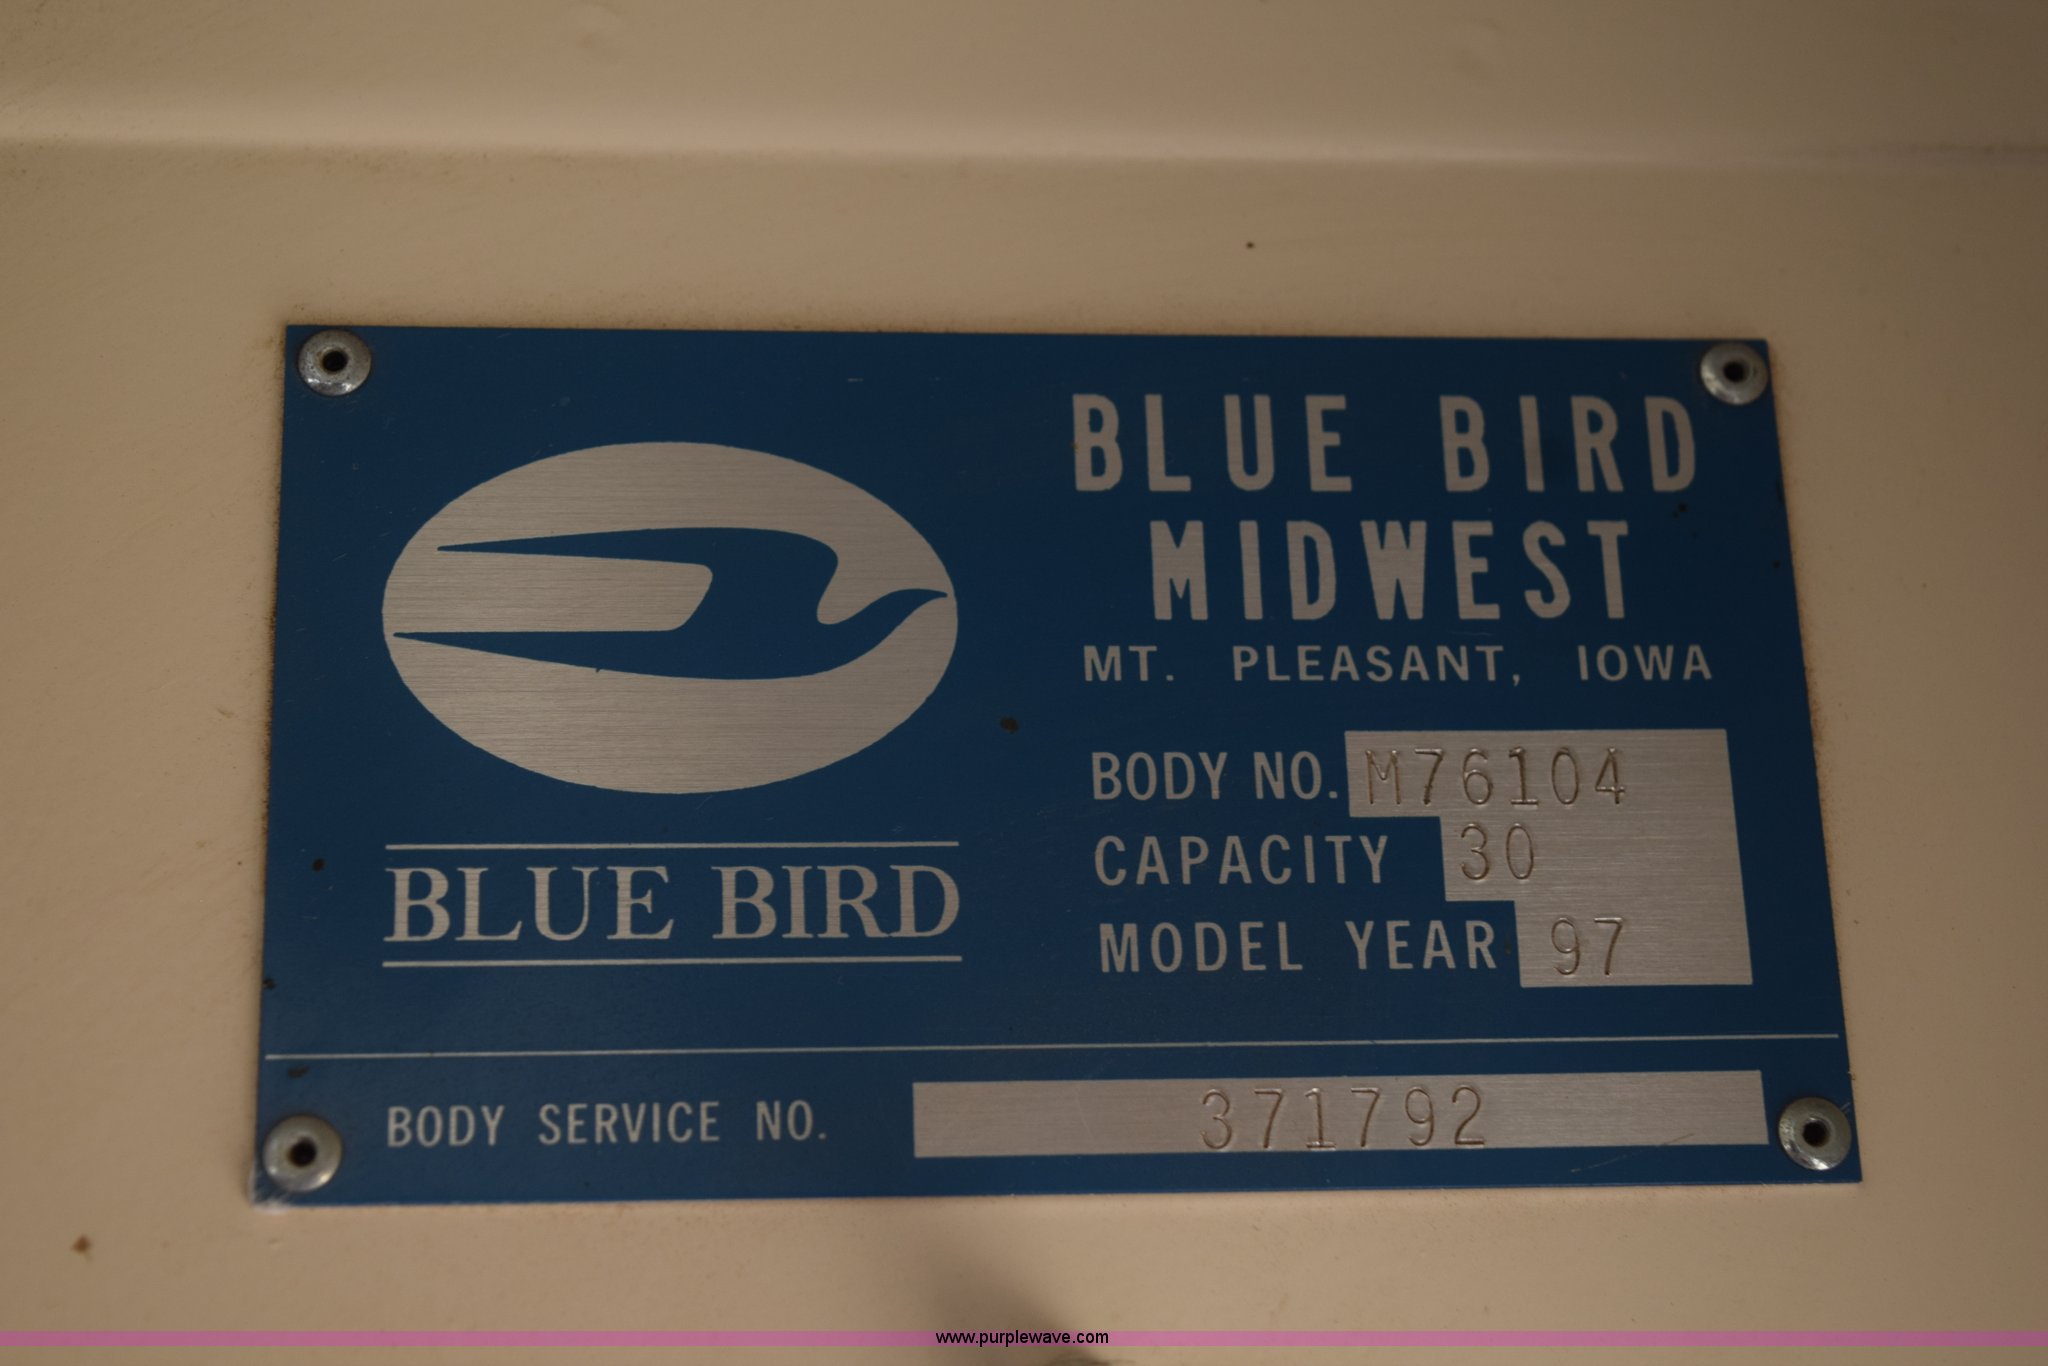 BLUE BIRD
BLUE BIRD
MIDWEST
MT. PLEASANT, IOWA
BODY NO. M76104
CAPACITY 30
MODEL YEAR 97
BODY SERVICE NO. 371792
www.purplewave.com